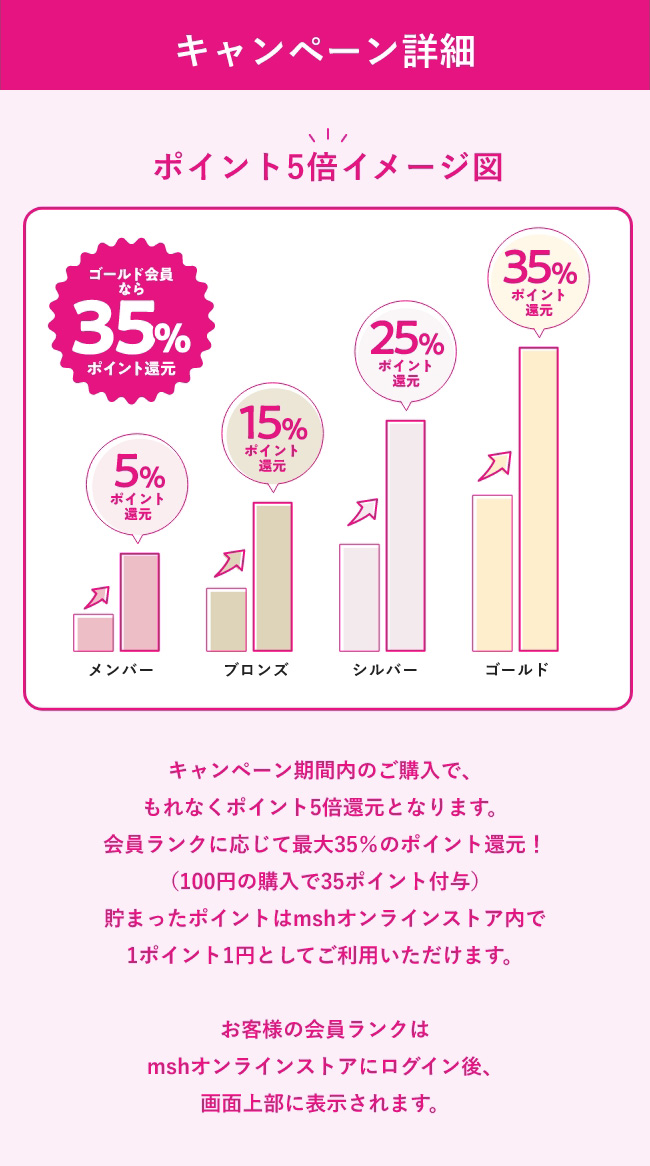 キャンペーン詳細
ポイント5倍イメージ図
ゴールド会員
なら
35%
ポイント還元
5%
ポイント
還元
15%
ポイント
還元
25%
ポイント
還元
35%
ポイント
還元
メンバー
ブロンズ
シルバー
ゴールド
キャンペーン期間内のご購入で、
もれなくポイント5倍還元となります。
会員ランクに応じて最大35％のポイント還元！
（100円の購入で35ポイント付与）
貯まったポイントはmshオンラインストア内で
1ポイント1円としてご利用いただけます。
お客様の会員ランクは
mshオンラインストアにログイン後、
画面上部に表示されます。